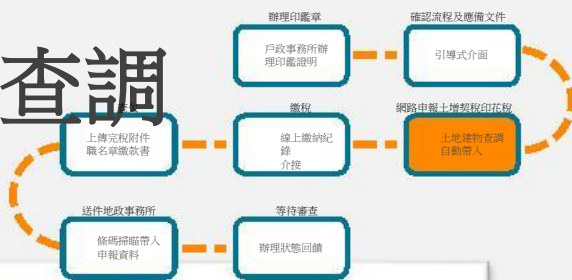 辦理印鑑章
戶政事務所辦
理印鑑證明
確認流程及應備文件
引導式介面
查調
上傳完稅附件
職名章繳款書
繳稅
線上繳納紀
錄
介接
網路申報土增契稅印花稅
土地建物查調
自動帶入
送件地政事務所
條碼掃瞄帶入
申報資料
等待審查
辦理狀態回饋